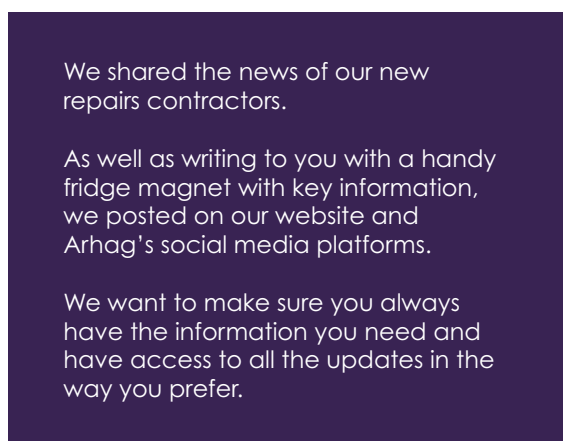 We shared the news of our new
repairs contractors.
As well as writing to you with a handy
fridge magnet with key information,
we posted on our website and
Arhag’s social media platforms.
We want to make sure you always
have the information you need and
have access to all the updates in the
way you prefer.